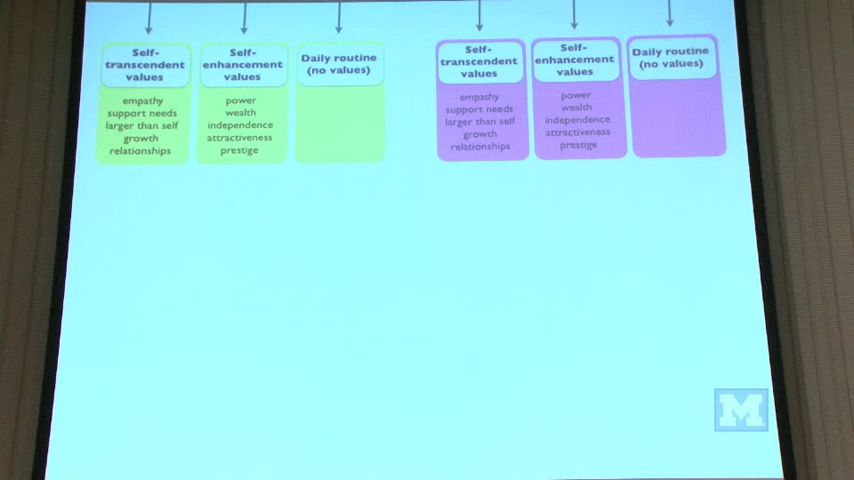 Self-
transcendent
values
empathy
support needs
larger than self
growth
relationships
Self-
enhancement
values
power
wealth
independence
attractiveness
prestige
Daily routine
(no values)
Self-
transcendent
values
empathy
support needs
larger than self
growth
relationships
Self-
enhancement
values
power
wealth
independence
attractiveness
prestige
Daily routine
(no values)
M